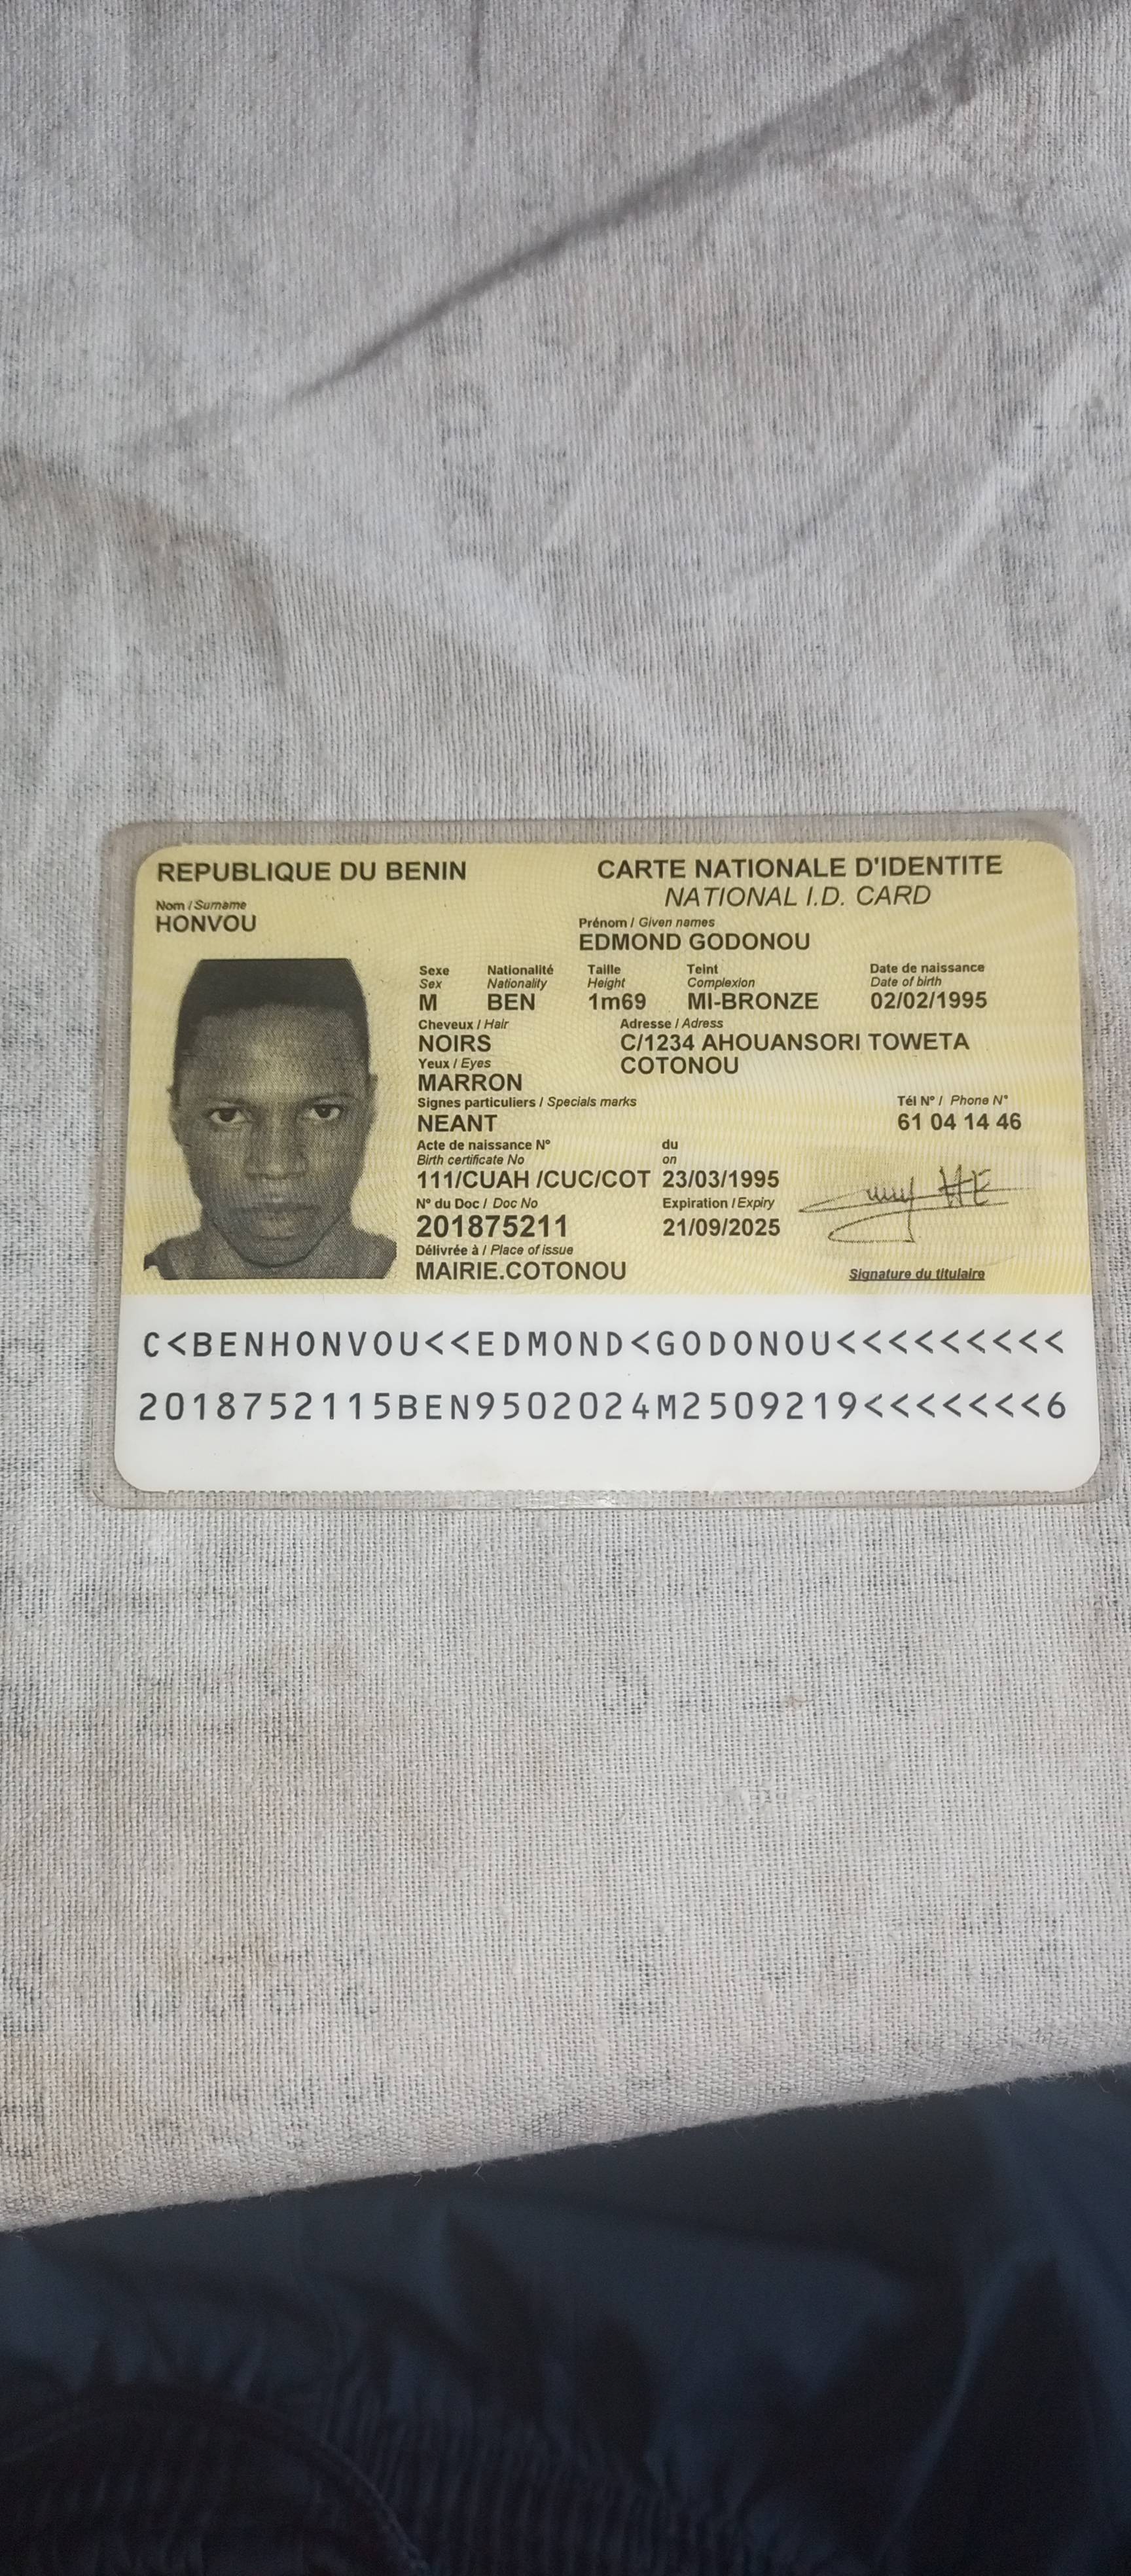 REPUBLIQUE DU BENIN
CARTE NATIONALE D'IDENTITE
NATIONAL I.D. CARD
Nom / Surname
HONVOU
Prénom / Given names
EDMOND GODONOU
Sexe Nationalité Taille Teint Date de naissance
Sex Nationality Height Complexion Date of birth
M BEN 1m69 MI-BRONZE 02/02/1995
Cheveux / Hair Adresse / Adress
NOIRS C/1234 AHOUANSORI TOWETA
Yeux / Eyes COTONOU
MARRON
Signes particuliers / Specials marks Tél N° / Phone N°
NEANT 61 04 14 46
Acte de naissance N° du
Birth certificate No on
111/CUAH /CUC/COT 23/03/1995
N° du Doc / Doc No Expiration / Expiry
201875211 21/09/2025
Délivrée à / Place of issue
MAIRIE.COTONOU
Signature du titulaire
C<BENHONVOU<<EDMOND<GODONOU<<<<<<<<<
2018752115BEN9502024M2509219<<<<<<<6